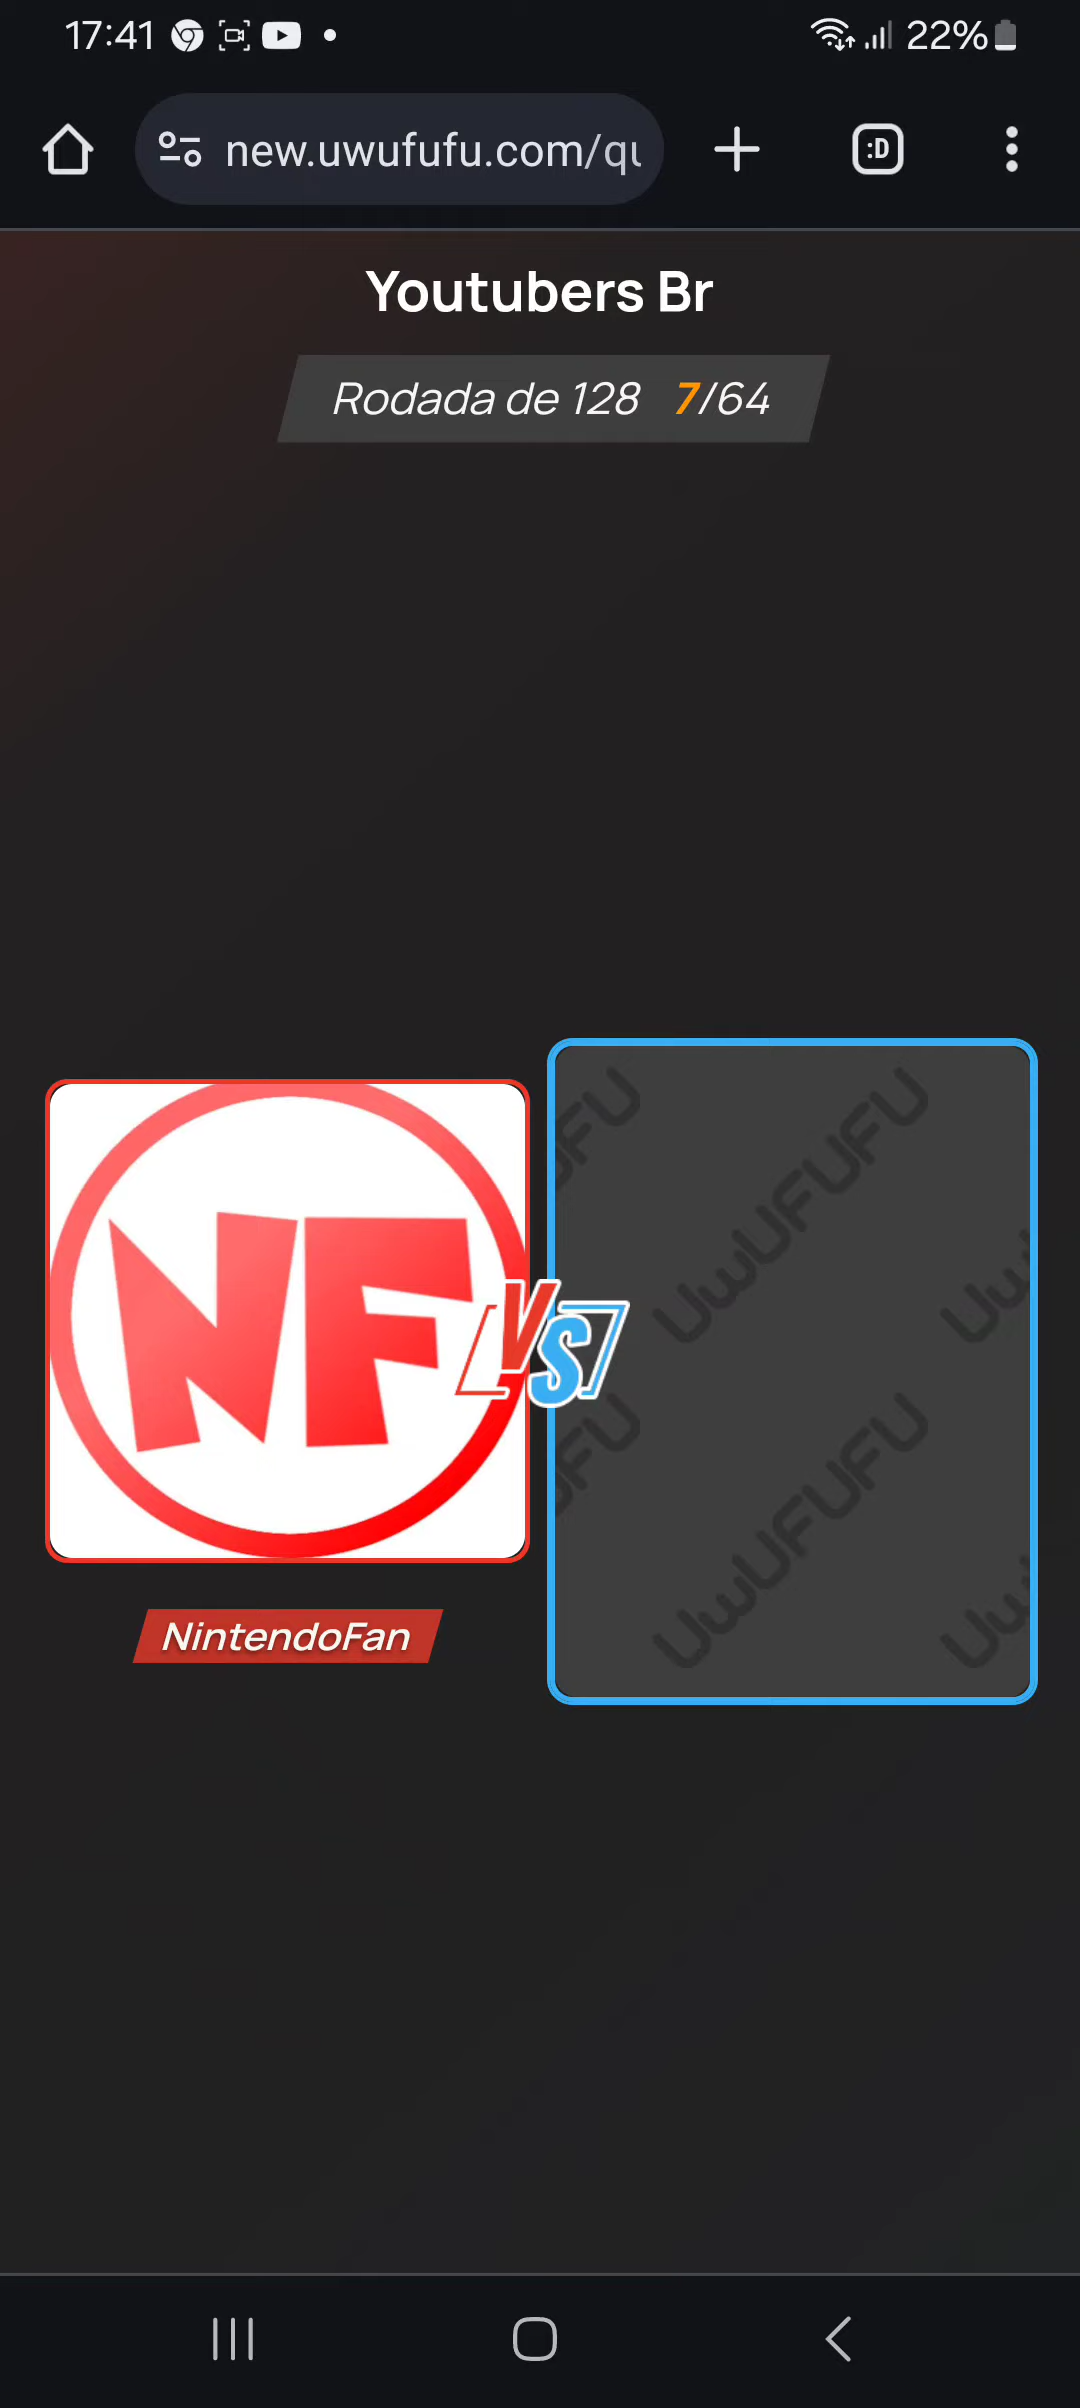 17:41
22%
new.uwufufu.com/qu
:D
Youtubers Br
Rodada de 128 7/64
UwUFUFU
UwUFUFU
NF
VS
NintendoFan